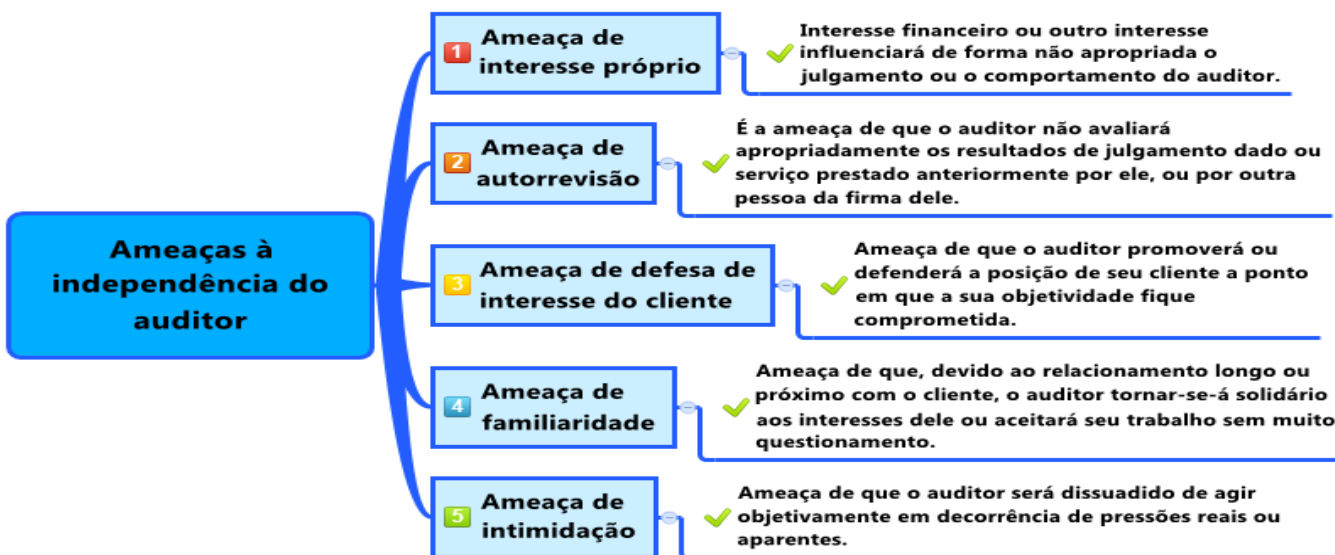 Ameaças à
independência do
auditor
1
Ameaça de
interesse próprio
Interesse financeiro ou outro interesse
influenciará de forma não apropriada o
julgamento ou o comportamento do auditor.
2
Ameaça de
autorrevisão
É a ameaça de que o auditor não avaliará
apropriadamente os resultados de julgamento dado ou
serviço prestado anteriormente por ele, ou por outra
pessoa da firma dele.
3
Ameaça de defesa de
interesse do cliente
Ameaça de que o auditor promoverá ou
defenderá a posição de seu cliente a ponto
em que a sua objetividade fique
comprometida.
4
Ameaça de
familiaridade
Ameaça de que, devido ao relacionamento longo ou
próximo com o cliente, o auditor tornar-se-á solidário
aos interesses dele ou aceitará seu trabalho sem muito
questionamento.
5
Ameaça de
intimidação
Ameaça de que o auditor será dissuadido de agir
objetivamente em decorrência de pressões reais ou
aparentes.